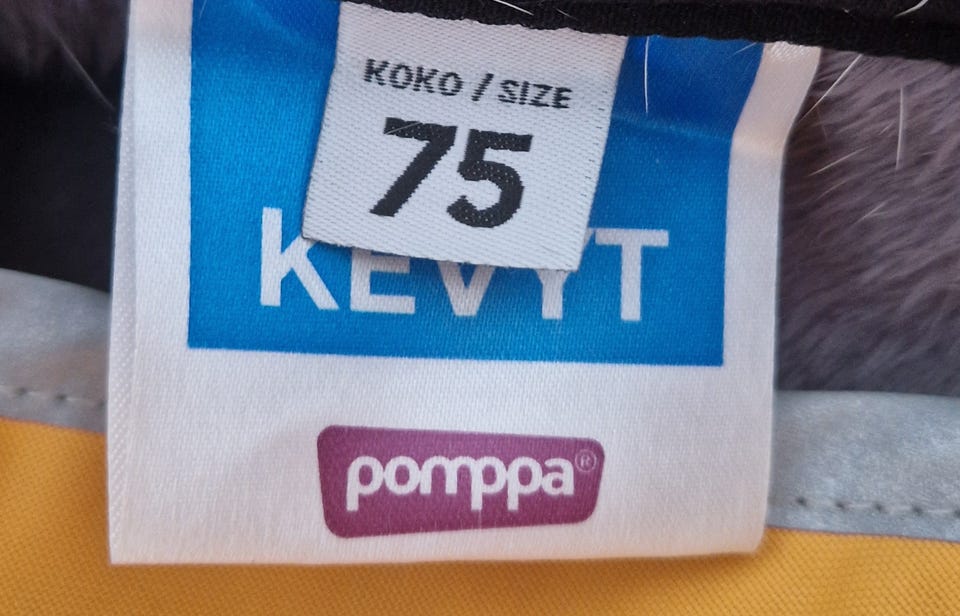 KOKO / SIZE
75
KEVYT
pomppa®